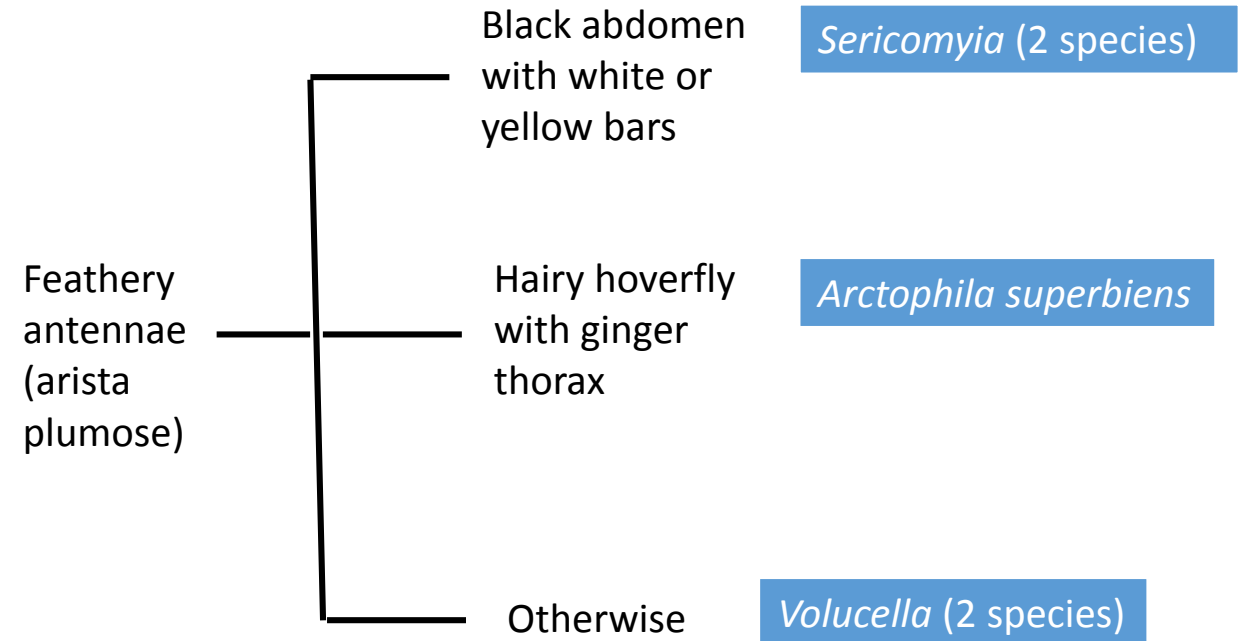 Black abdomen
with white or
yellow bars
Sericomyia (2 species)
Feathery
antennae
(arista
plumose)
Hairy hoverfly
with ginger
thorax
Arctophila superbiens
Otherwise
Volucella (2 species)